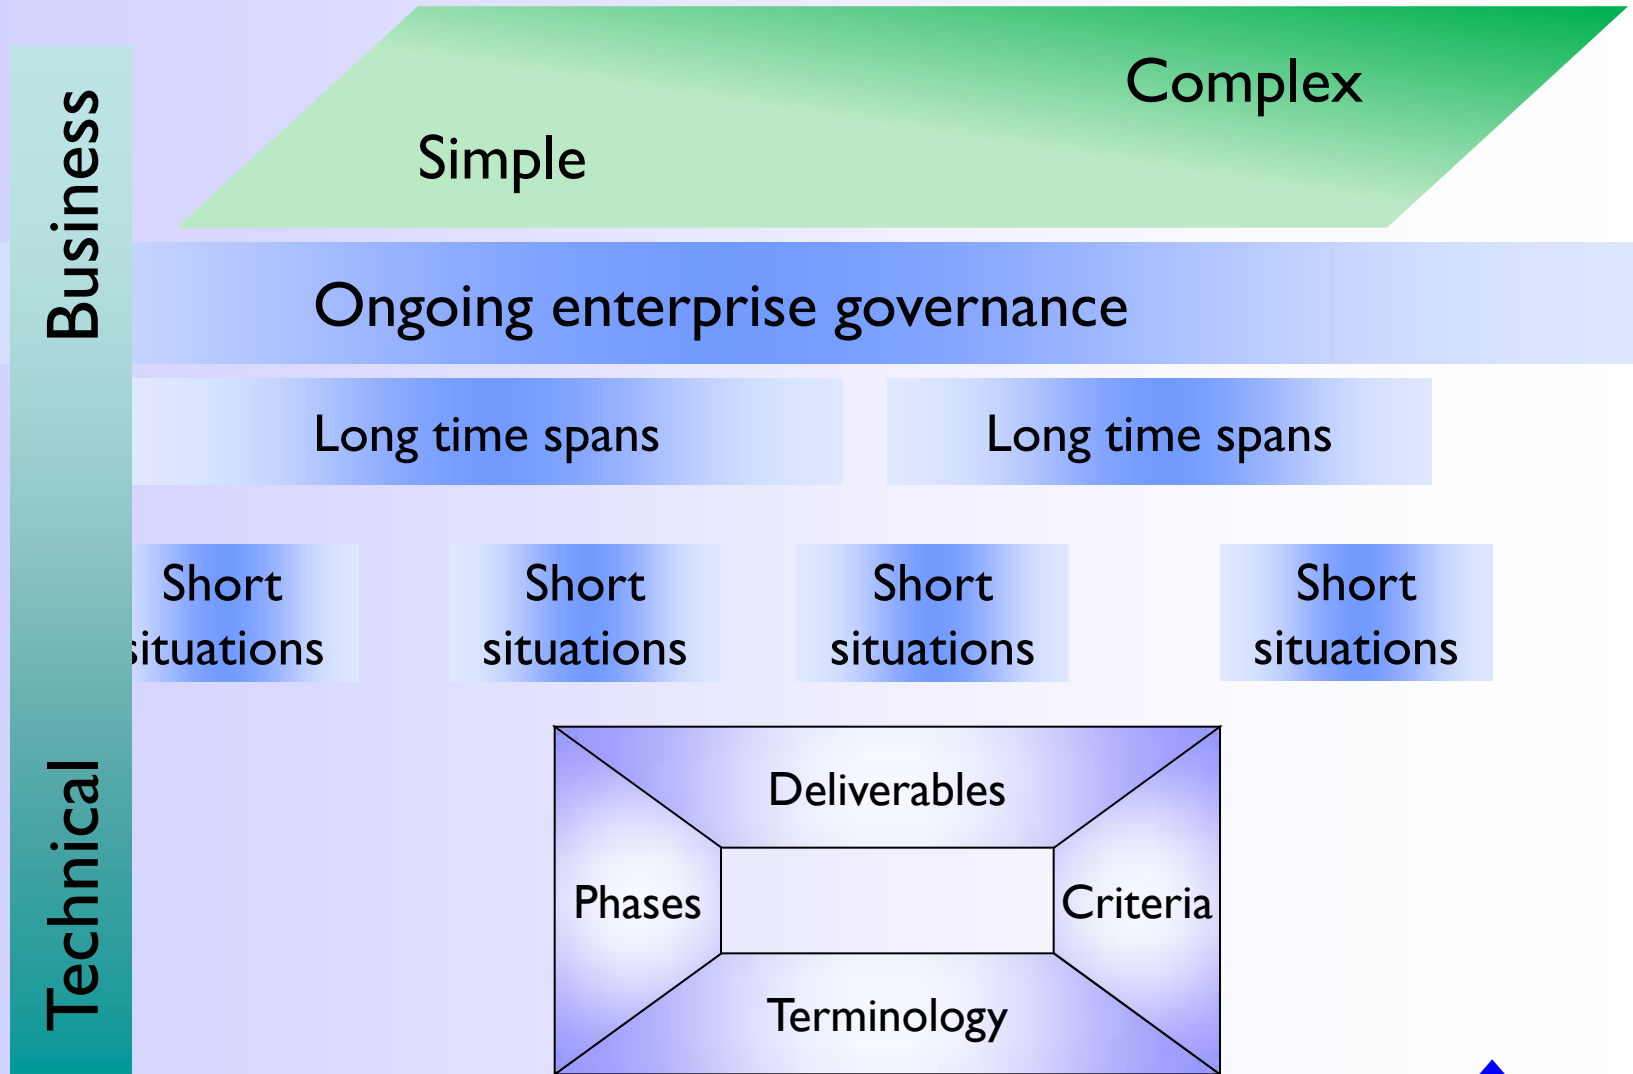 Business
Technical
Complex
Simple
Ongoing enterprise governance
Long time spans
Long time spans
Short
situations
Short
situations
Short
situations
Short
situations
Deliverables
Phases
Criteria
Terminology